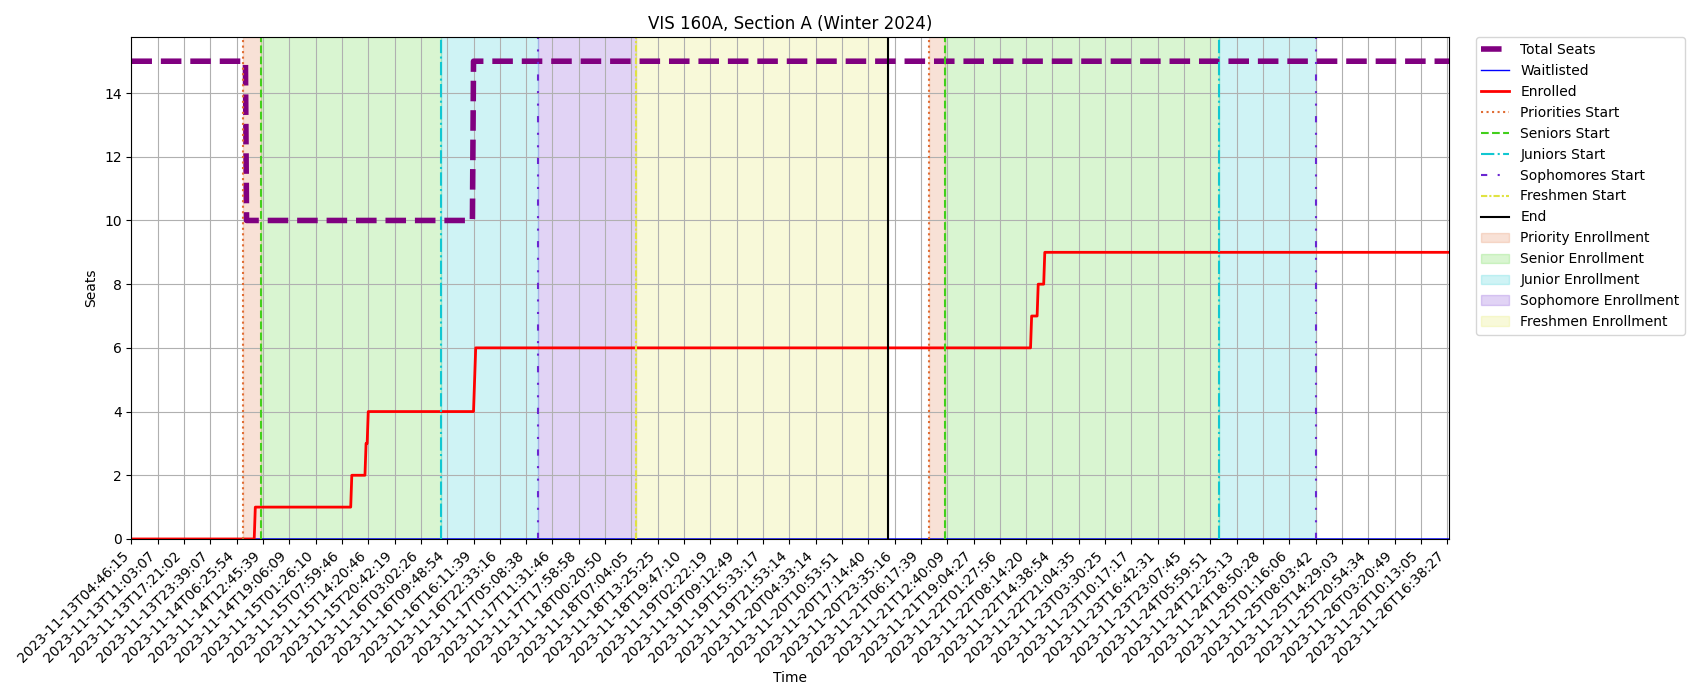 VIS 160A, Section A (Winter 2024)
Seats
14
12
10
8
6
4
2
0
2023-11-13T04:46:15
2023-11-13T11:03:07
2023-11-13T17:21:02
2023-11-13T23:39:07
2023-11-14T06:25:54
2023-11-14T12:45:39
2023-11-14T19:06:09
2023-11-15T01:26:10
2023-11-15T07:59:46
2023-11-15T14:20:46
2023-11-15T20:42:19
2023-11-16T03:02:26
2023-11-16T09:48:54
2023-11-16T16:11:39
2023-11-16T22:33:16
2023-11-17T05:08:38
2023-11-17T11:31:46
2023-11-17T17:58:58
2023-11-18T00:20:50
2023-11-18T07:04:05
2023-11-18T13:25:25
2023-11-18T19:47:10
2023-11-19T02:22:19
2023-11-19T09:12:49
2023-11-19T15:33:17
2023-11-19T21:53:14
2023-11-20T04:33:14
2023-11-20T10:53:51
2023-11-20T17:14:40
2023-11-20T23:35:16
2023-11-21T06:17:39
2023-11-21T12:40:09
2023-11-21T19:04:27
2023-11-22T01:27:56
2023-11-22T08:14:20
2023-11-22T14:38:54
2023-11-22T21:04:35
2023-11-23T03:30:25
2023-11-23T10:17:17
2023-11-23T16:42:31
2023-11-23T23:07:45
2023-11-24T05:59:51
2023-11-24T12:25:13
2023-11-24T18:50:28
2023-11-25T01:16:06
2023-11-25T08:03:42
2023-11-25T14:29:03
2023-11-25T20:54:34
2023-11-26T03:20:49
2023-11-26T10:13:05
2023-11-26T16:38:27
Time
Total Seats
Waitlisted
Enrolled
Priorities Start
Seniors Start
Juniors Start
Sophomores Start
Freshmen Start
End
Priority Enrollment
Senior Enrollment
Junior Enrollment
Sophomore Enrollment
Freshmen Enrollment